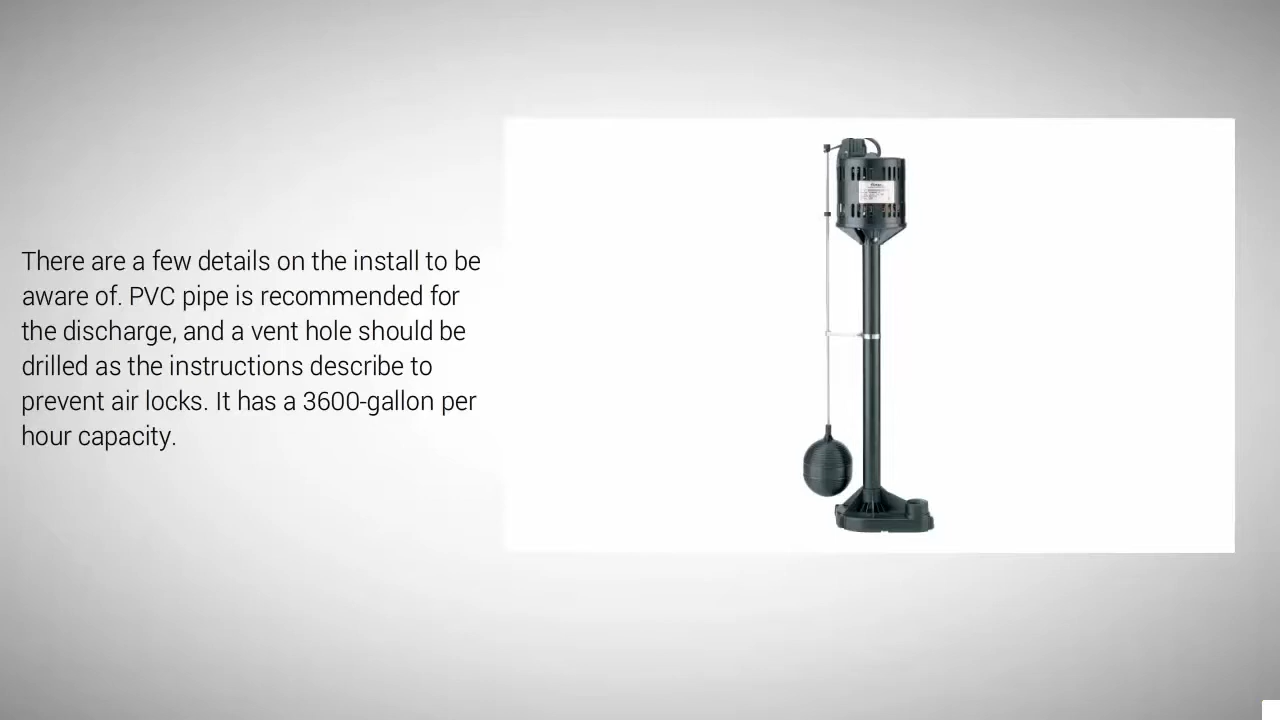 There are a few details on the install to be
aware of. PVC pipe is recommended for
the discharge, and a vent hole should be
drilled as the instructions describe to
prevent air locks. It has a 3600-gallon per
hour capacity.